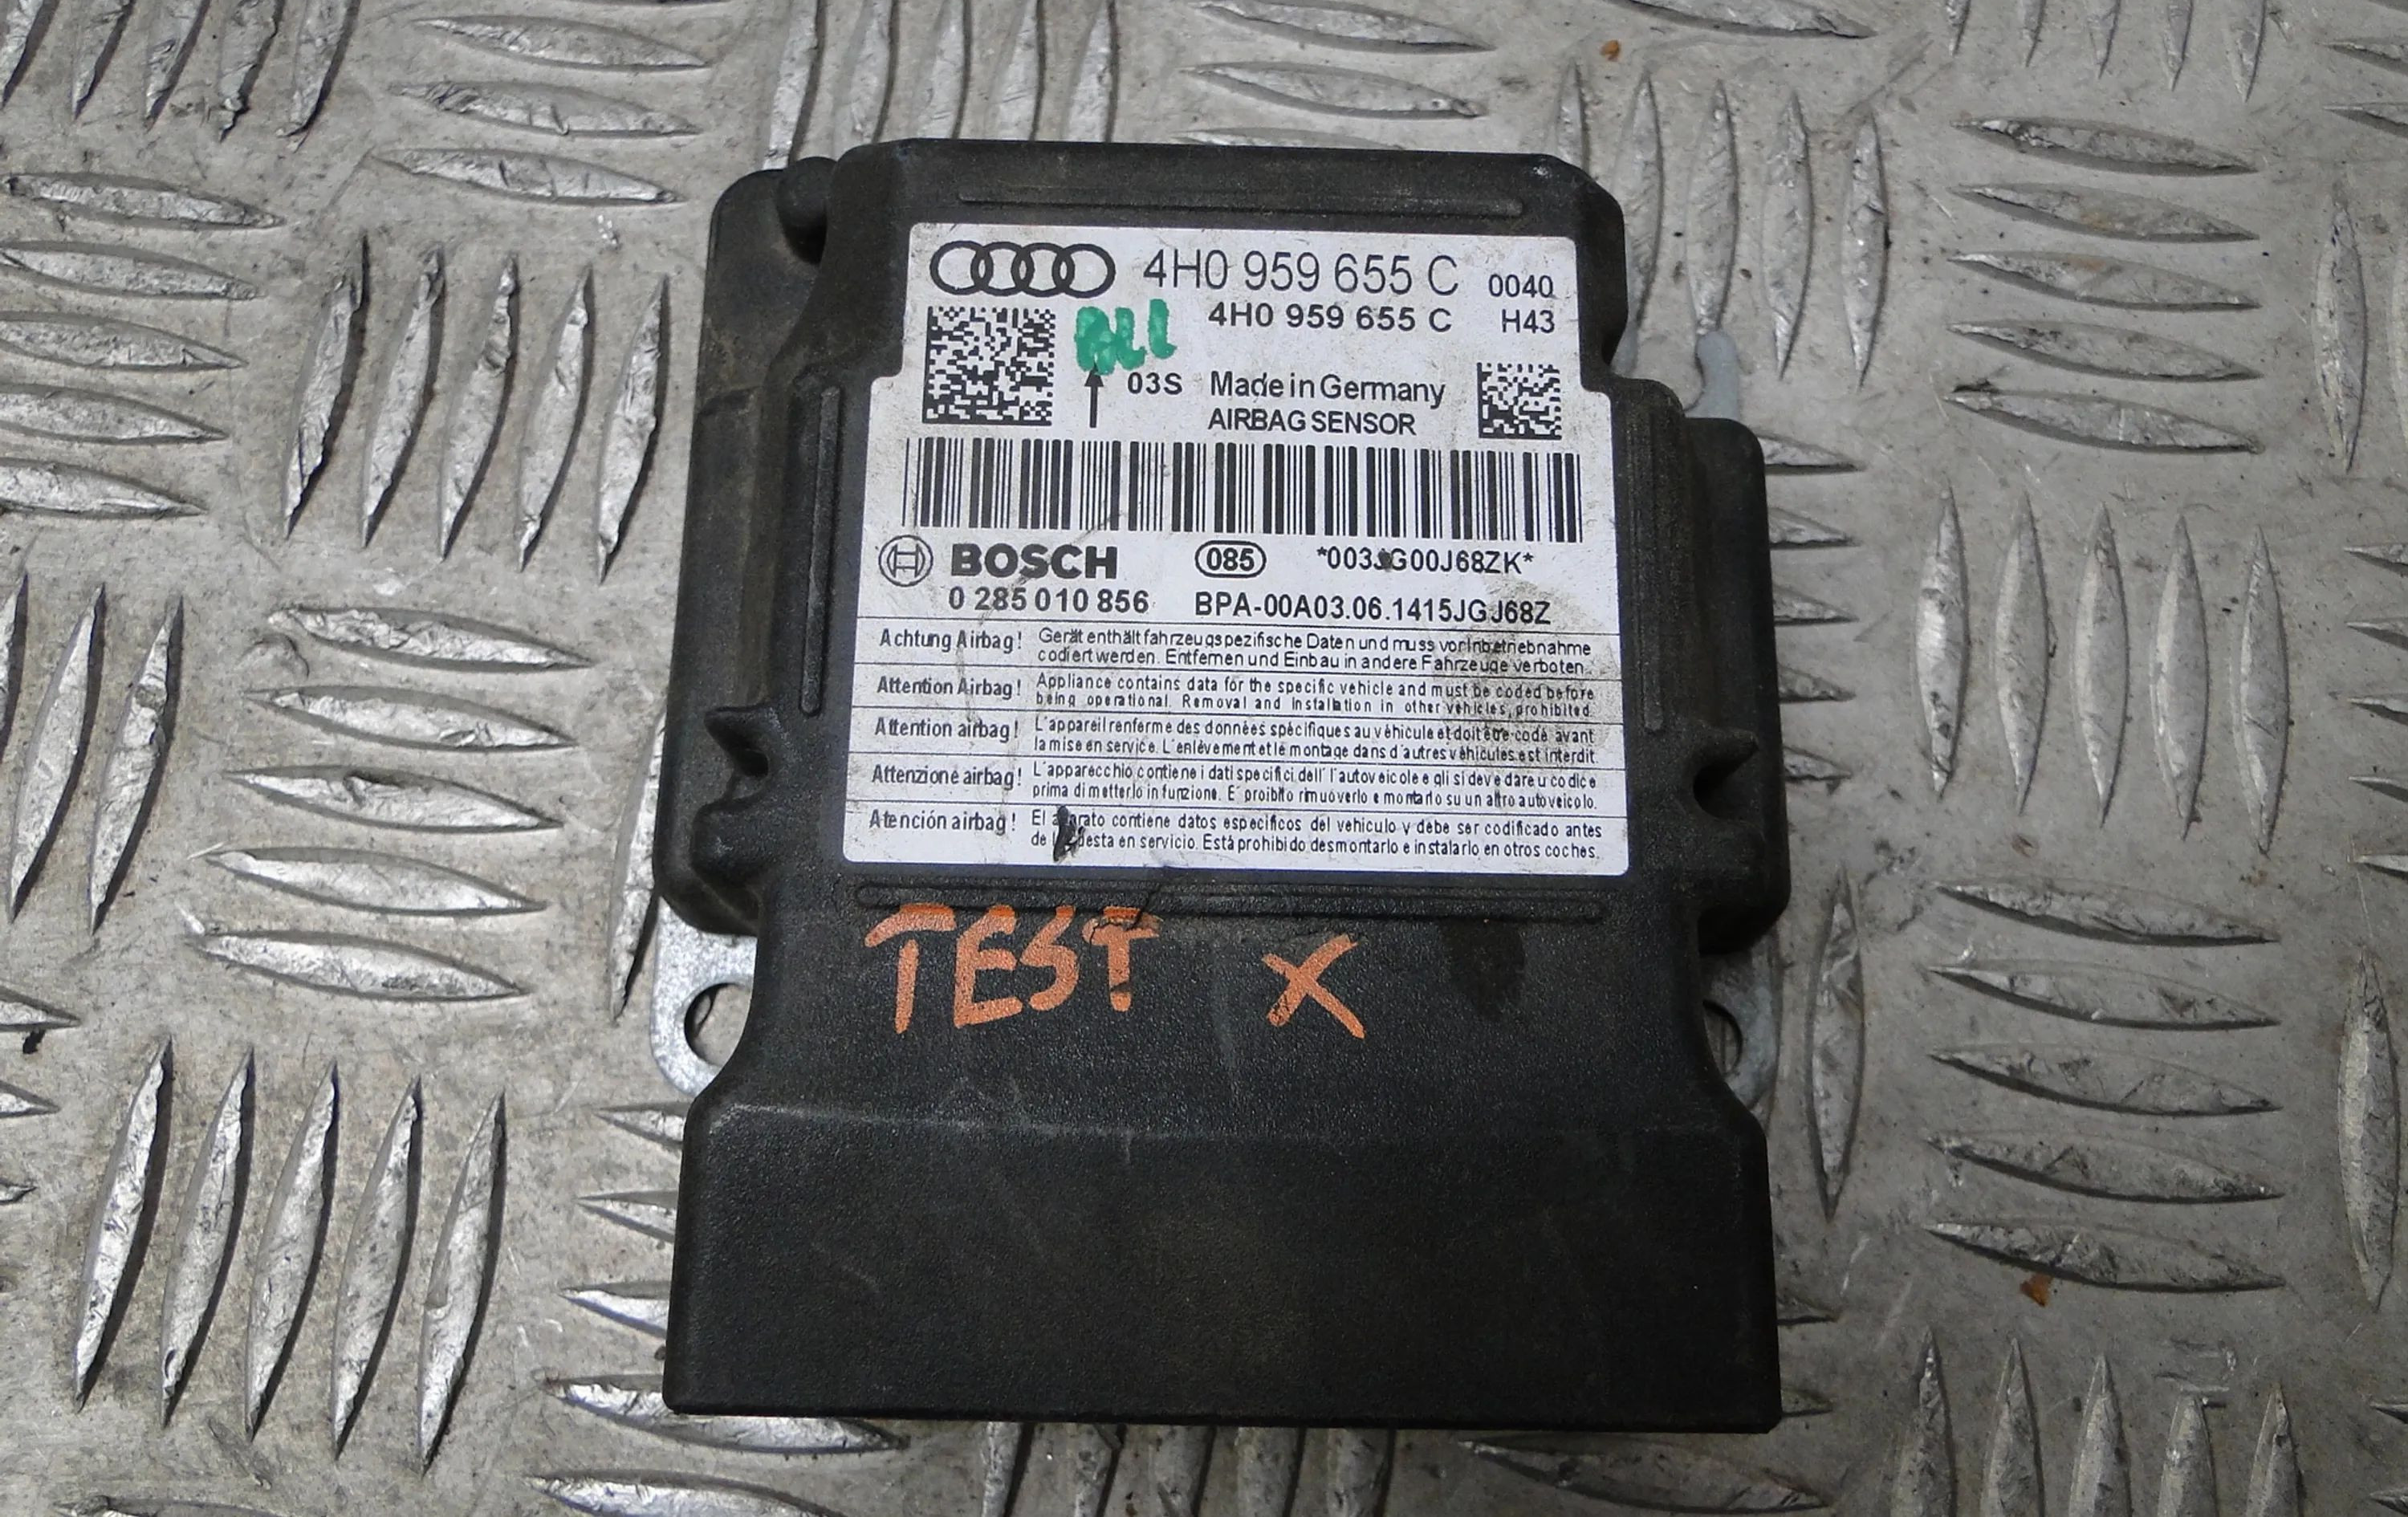 4H0 959 655 C 0040
4H0 959 655 C H43
ALL
03S Made in Germany
AIRBAG SENSOR
BOSCH 085 *003JG00J68ZK*
0 285 010 856 BPA-00A03.06.1415JGJ68Z
Achtung Airbag! Gerät enthält fahrzeugspezifische Daten und muss vor Inbetriebnahme
codiert werden. Entfernen und Einbau in andere Fahrzeuge verboten.
Attention Airbag! Appliance contains data for the specific vehicle and must be coded before
being operational. Removal and installation in other vehicles, prohibited.
Attention airbag! L'appareil renferme des données spécifiques au véhicule et doit être codé avant
la mise en service. L'enlèvement et le montage dans d'autres véhicules est interdit.
Attenzione airbag! L'apparecchio contiene i dati specifici dell' l'autoveicolo e gli si deve dare u codice
prima di metterlo in funzione. E' proibito rimuoverlo e montarlo su un altro autoveicolo.
Atención airbag! El contiene datos especificos del vehiculo y debe ser codificado antes
de en servicio. Está prohibido desmontarlo e instalarlo en otros coches.
TEST X